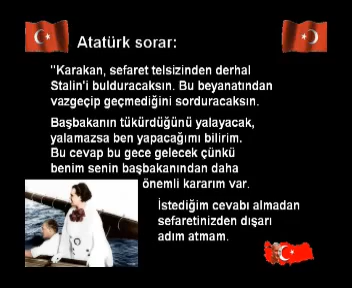 Atatürk sorar:
"Karakan, sefaret telsizinden derhal
Stalin'i bulduracaksın. Bu beyanatından
vazgeçip geçmediğini sorduracaksın.
Başbakanın tükürdüğünü yalayacak,
yalamazsa ben yapacağımı bilirim.
Bu cevap bu gece gelecek çünkü
benim senin başbakanından daha
önemli kararım var.
İstediğim cevabı almadan
sefaretinizden dışarı
adım atmam.